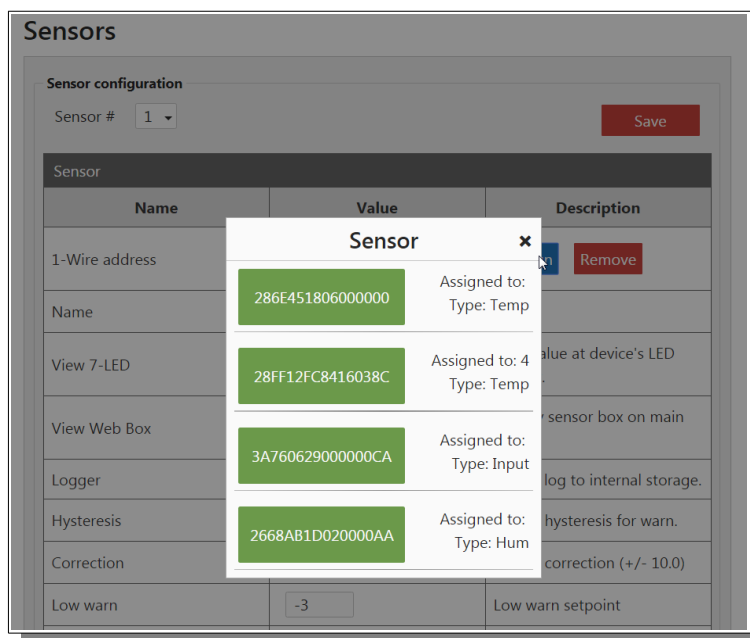 Sensors
Sensor configuration
Sensor # 1
Save
Sensor
Name Value Description
Sensor ×
1-Wire address
Remove
286E451806000000
Assigned to:
Type: Temp
Name
28FF12FC8416038C
Assigned to: 4
Type: Temp
View 7-LED
value at device's LED
3A760629000000CA
Assigned to:
Type: Input
View Web Box
sensor box on main
Logger
log to internal storage.
2668AB1D020000AA
Assigned to:
Type: Hum
Hysteresis
hysteresis for warn.
Correction
correction (+/- 10.0)
Low warn -3 Low warn setpoint